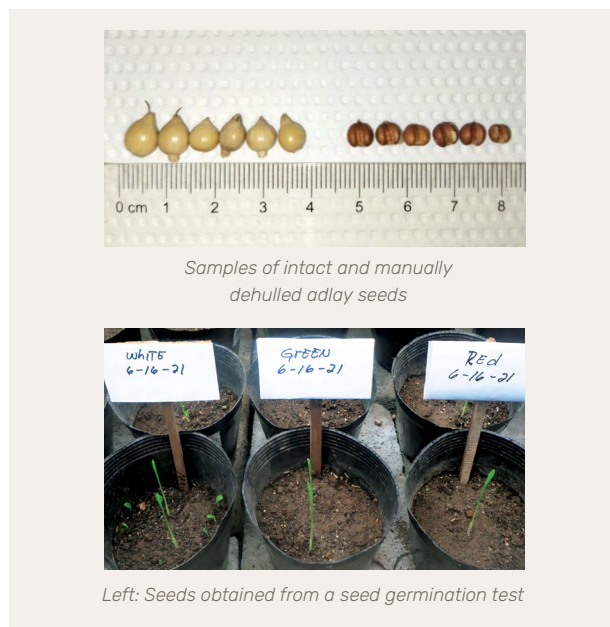 0 cm 1 2 3 4 5 6 7 8
Samples of intact and manually
dehulled adlay seeds
WhITE
6-16-21
GrEEN
6-16-21
REd
6-16-21
Left: Seeds obtained from a seed germination test